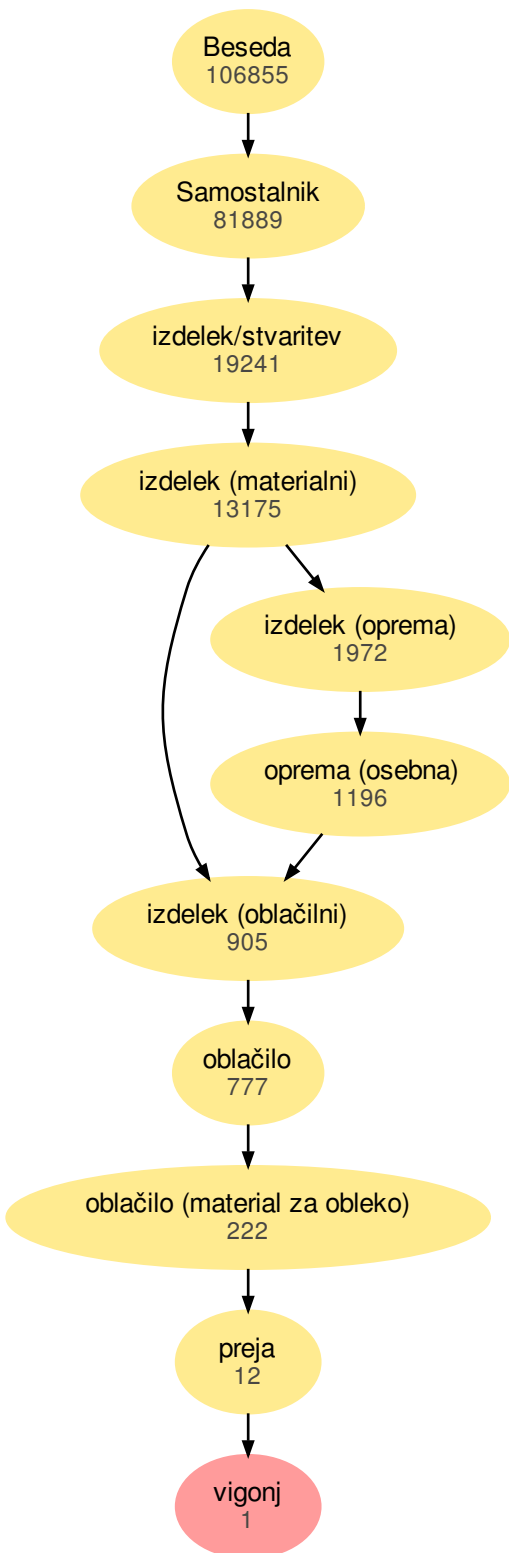 Beseda
106855
Samostalnik
81889
izdelek/stvaritev
19241
izdelek (materialni)
13175
izdelek (oprema)
1972
oprema (osebna)
1196
izdelek (oblačilni)
905
oblačilo
777
oblačilo (material za obleko)
222
preja
12
vigonj
1